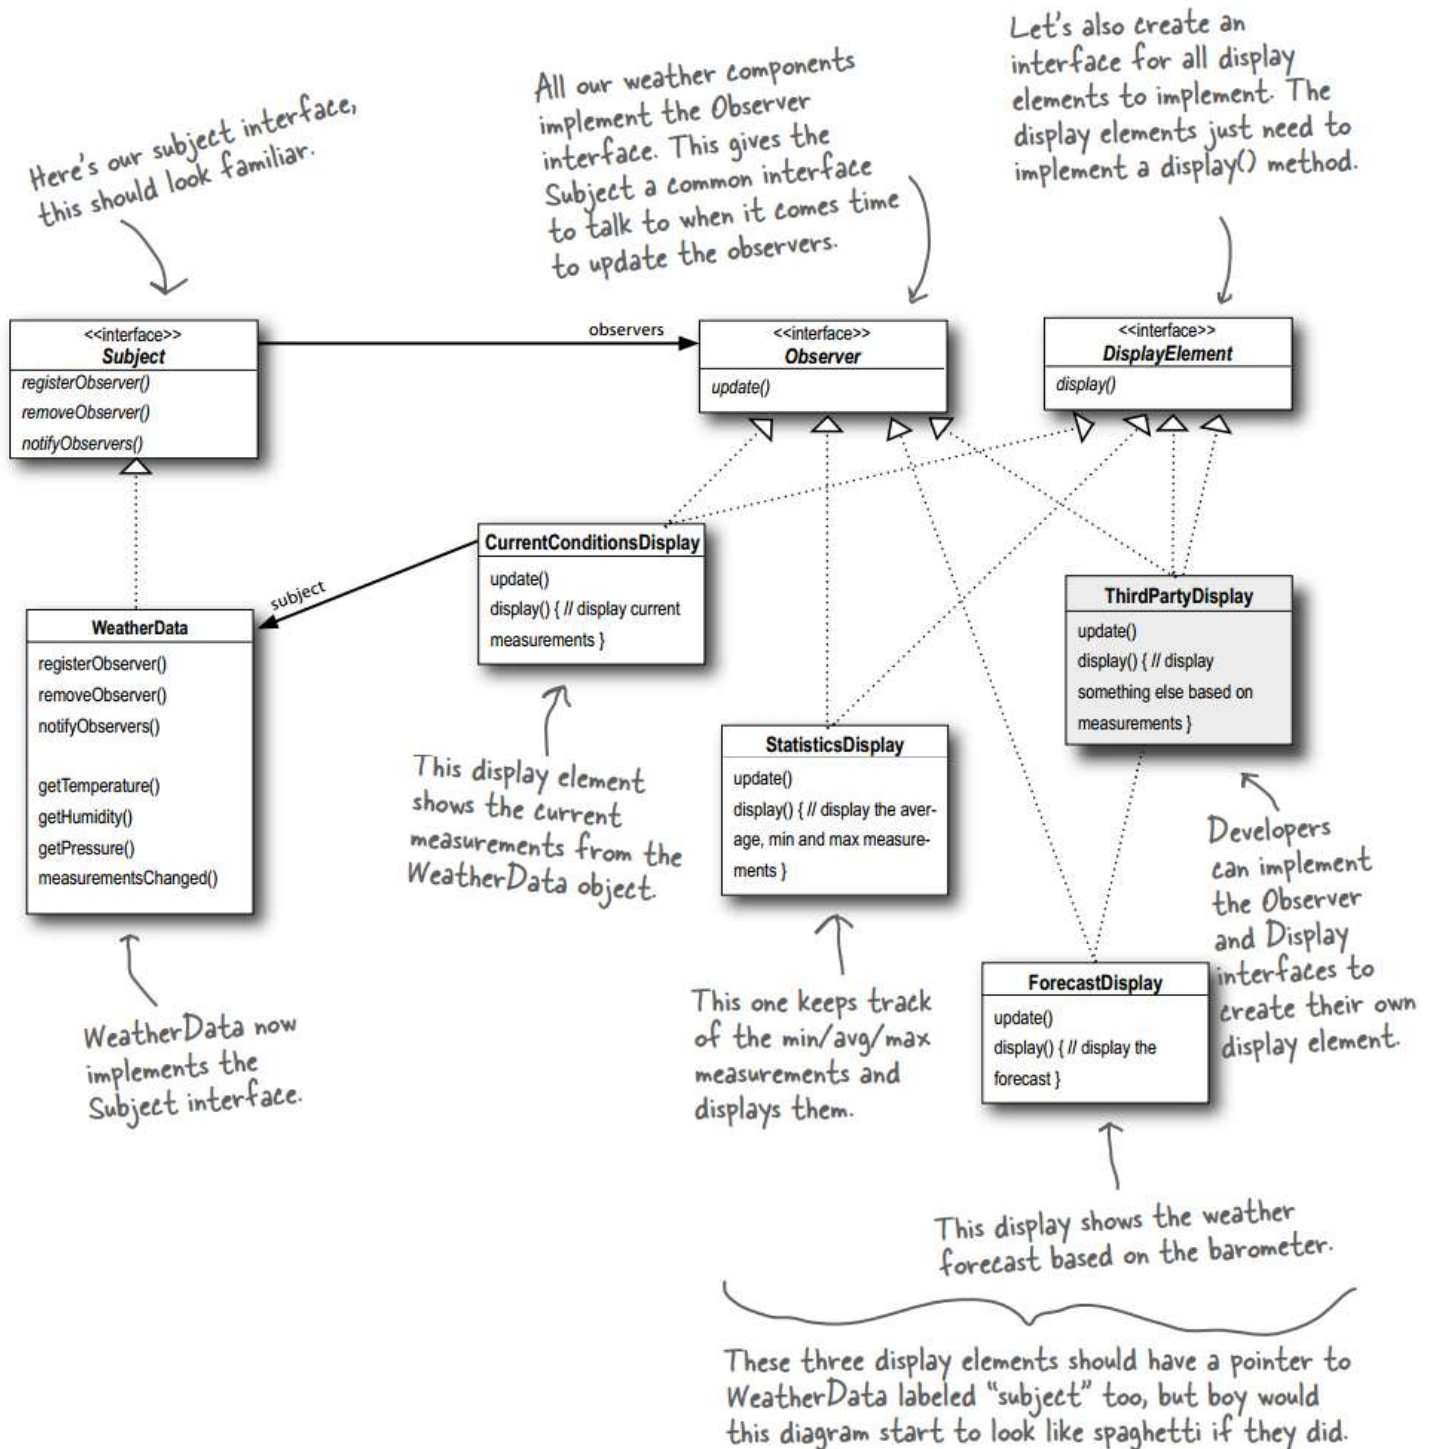 Here's our subject interface,
this should look familiar.
All our weather components
implement the Observer
interface. This gives the
Subject a common interface
to talk to when it comes time
to update the observers.
Let's also create an
interface for all display
elements to implement. The
display elements just need to
implement a display() method.
<<interface>>
Subject
registerObserver()
removeObserver()
notifyObservers()
observers
<<interface>>
Observer
update()
<<interface>>
DisplayElement
display()
subject
CurrentConditionsDisplay
update()
display() { // display current
measurements }
ThirdPartyDisplay
update()
display() { // display
something else based on
measurements }
WeatherData
registerObserver()
removeObserver()
notifyObservers()
getTemperature()
getHumidity()
getPressure()
measurementsChanged()
StatisticsDisplay
update()
display() { // display the aver-
age, min and max measure-
ments }
This display element
shows the current
measurements from the
WeatherData object.
Developers
can implement
the Observer
and Display
interfaces to
create their own
display element.
ForecastDisplay
update()
display() { // display the
forecast }
WeatherData now
implements the
Subject interface.
This one keeps track
of the min/avg/max
measurements and
displays them.
This display shows the weather
forecast based on the barometer.
These three display elements should have a pointer to
WeatherData labeled "subject" too, but boy would
this diagram start to look like spaghetti if they did.